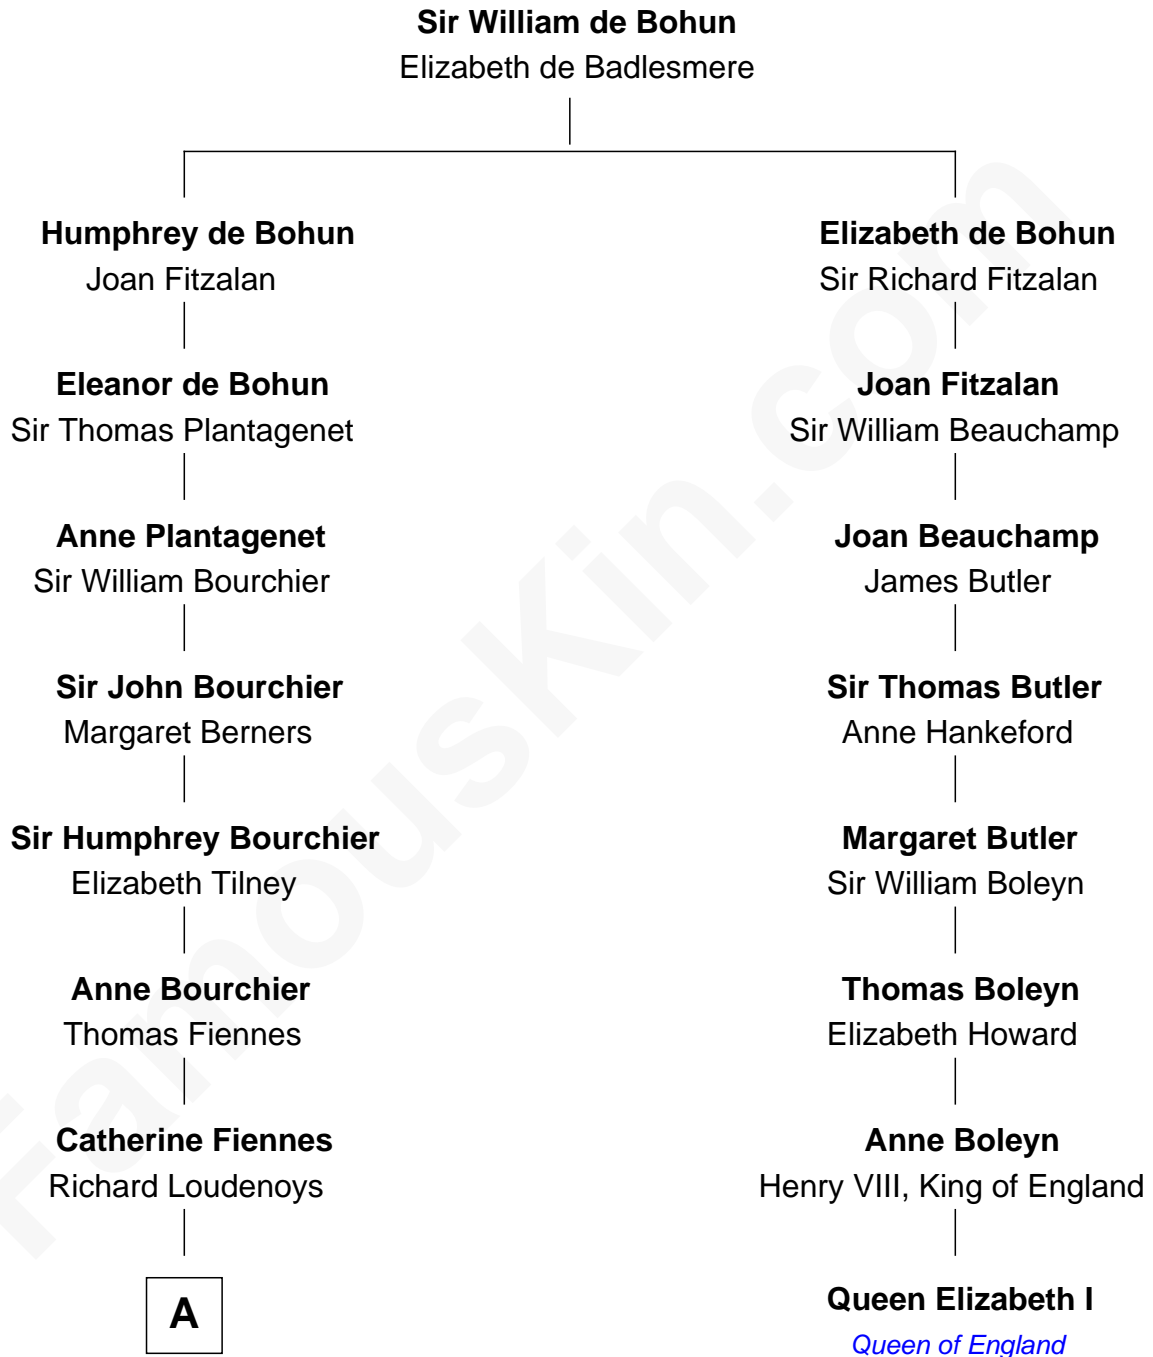 Sir William de Bohun
Elizabeth de Badlesmere
Humphrey de Bohun
Joan Fitzalan
Eleanor de Bohun
Sir Thomas Plantagenet
Anne Plantagenet
Sir William Bourchier
Sir John Bourchier
Margaret Berners
Sir Humphrey Bourchier
Elizabeth Tilney
Anne Bourchier
Thomas Fiennes
Catherine Fiennes
Richard Loudenoys
A
Elizabeth de Bohun
Sir Richard Fitzalan
Joan Fitzalan
Sir William Beauchamp
Joan Beauchamp
James Butler
Sir Thomas Butler
Anne Hankeford
Margaret Butler
Sir William Boleyn
Thomas Boleyn
Elizabeth Howard
Anne Boleyn
Henry VIII, King of England
Queen Elizabeth I
Queen of England
FamousKin.com